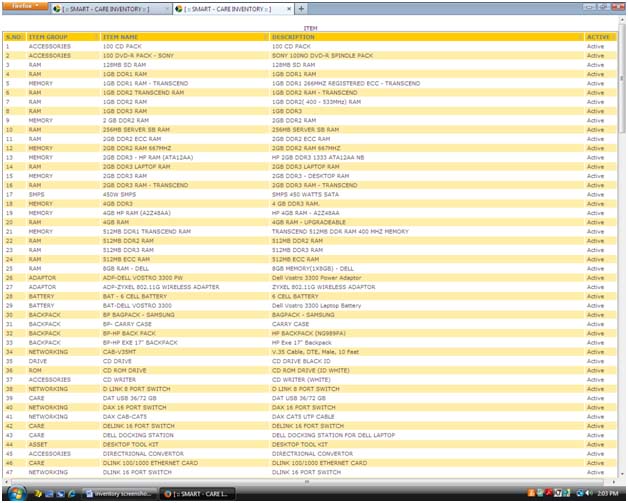 Firefox
[ :: SMART - CARE INVENTORY :: ]
[ :: SMART - CARE INVENTORY :: ]
ITEM
S.NO ITEM GROUP ITEM NAME DESCRIPTION ACTIVE
1 ACCESSORIES 100 CD PACK 100 CD PACK Active
2 ACCESSORIES 100 DVD-R PACK - SONY SONY 100NO DVD-R SPINDLE PACK Active
3 RAM 128MB SD RAM 128MB SD RAM Active
4 RAM 1GB DDR1 RAM 1GB DDR1 RAM Active
5 MEMORY 1GB DDR1 RAM - TRANSCEND 1GB DDR1 266MHZ REGISTERED ECC - TRANSCEND Active
6 RAM 1GB DDR2 TRANSCEND RAM 1GB DDR2 RAM - TRANSCEND Active
7 RAM 1GB DDR2 RAM 1GB DDR2( 400 - 533MHz) RAM Active
8 RAM 1GB DDR3 RAM 1GB DDR3 Active
9 MEMORY 2 GB DDR2 RAM 2GB DDR2 RAM Active
10 RAM 256MB SERVER SB RAM 256MB SERVER SB RAM Active
11 RAM 2GB DDR2 ECC RAM 2GB DDR2 ECC RAM Active
12 MEMORY 2GB DDR2 RAM 667MHZ 2GB DDR2 RAM 667MHZ Active
13 MEMORY 2GB DDR3 - HP RAM (ATA12AA) HP 2GB DDR3 1333 ATA12AA NB Active
14 RAM 2GB DDR3 LAPTOP RAM 2GB DDR3 LAPTOP RAM Active
15 MEMORY 2GB DDR3 RAM 2GB DDR3 - DESKTOP RAM Active
16 RAM 2GB DDR3 RAM - TRANSCEND 2GB DDR3 RAM - TRANSCEND Active
17 SMPS 450W SMPS SMPS 450 WATTS SATA Active
18 MEMORY 4GB DDR3 4 GB DDR3 RAM. Active
19 MEMORY 4GB HP RAM (A2Z48AA) HP 4GB RAM - A2Z48AA Active
20 RAM 4GB RAM 4GB RAM - UPGRADEABLE Active
21 MEMORY 512MB DDR1 TRANSCEND RAM TRANSCEND 512MB DDR RAM 400 MHZ MEMORY Active
22 RAM 512MB DDR2 RAM 512MB DDR2 RAM Active
23 RAM 512MB DDR3 RAM 512MB DDR3 RAM Active
24 RAM 512MB ECC RAM 512MB ECC RAM Active
25 RAM 8GB RAM - DELL 8GB MEMORY(1X8GB) - DELL Active
26 ADAPTOR ADP-DELL VOSTRO 3300 PW Dell Vostro 3300 Power Adaptor Active
27 ADAPTOR ADP-ZYXEL 802.11G WIRELESS ADAPTER ZYXEL 802.11G WIRELESS ADAPTOR Active
28 BATTERY BAT - 6 CELL BATTERY 6 CELL BATTERY Active
29 BATTERY BAT-DELL VOSTRO 3300 Dell Vostro 3300 Laptop Battery Active
30 BACKPACK BP BAGPACK - SAMSUNG BAGPACK - SAMSUNG Active
31 BACKPACK BP- CARRY CASE CARRY CASE Active
32 BACKPACK BP-HP BACK PACK HP BACKPACK (NG989PA) Active
33 BACKPACK BP-HP EXE 17" BACKPACK HP Exe 17" Backpack Active
34 NETWORKING CAB-V35MT V.35 Cable, DTE, Male, 10 Feet Active
35 DRIVE CD DRIVE CD DRIVE BLACK ID Active
36 ROM CD ROM DRIVE CD ROM DRIVE (ID WHITE) Active
37 ACCESSORIES CD WRITER CD WRITER (WHITE) Active
38 NETWORKING D LINK 8 PORT SWITCH D LINK 8 PORT SWITCH Active
39 CARE DAT USB 36/72 GB DAT USB 36/72 GB Active
40 NETWORKING DAX 16 PORT SWITCH DAX 16 PORT SWITCH Active
41 NETWORKING DAX CAB-CAT5 DAX CAT5 UTP CABLE Active
42 CARE DELINK 16 PORT SWITCH DELINK 16 PORT SWITCH Active
43 CARE DELL DOCKING STATION DELL DOCKING STATION FOR DELL LAPTOP Active
44 ASSET DESKTOP TOOL KIT DESKTOP TOOL KIT Active
45 ACCESSORIES DIRECTRIONAL CONVERTOR DIRECTRIONAL CONVERTOR Active
46 CARE DLINK 100/1000 ETHERNET CARD DLINK 100/1000 ETHERNET CARD Active
47 NETWORKING DLINK 16 PORT SWITCH DLINK 16 PORT SWITCH Active
inventory screensho...
[ :: SMART - CARE I...
2:03 PM